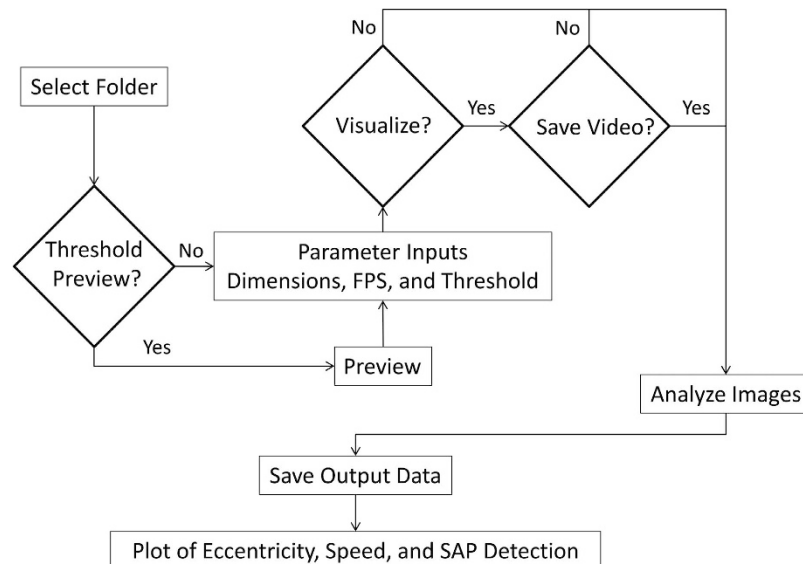 No
No
Select Folder
Visualize?
Yes
Save Video?
Yes
Threshold
Preview?
No
Parameter Inputs
Dimensions, FPS, and Threshold
Yes
Preview
Analyze Images
Save Output Data
Plot of Eccentricity, Speed, and SAP Detection